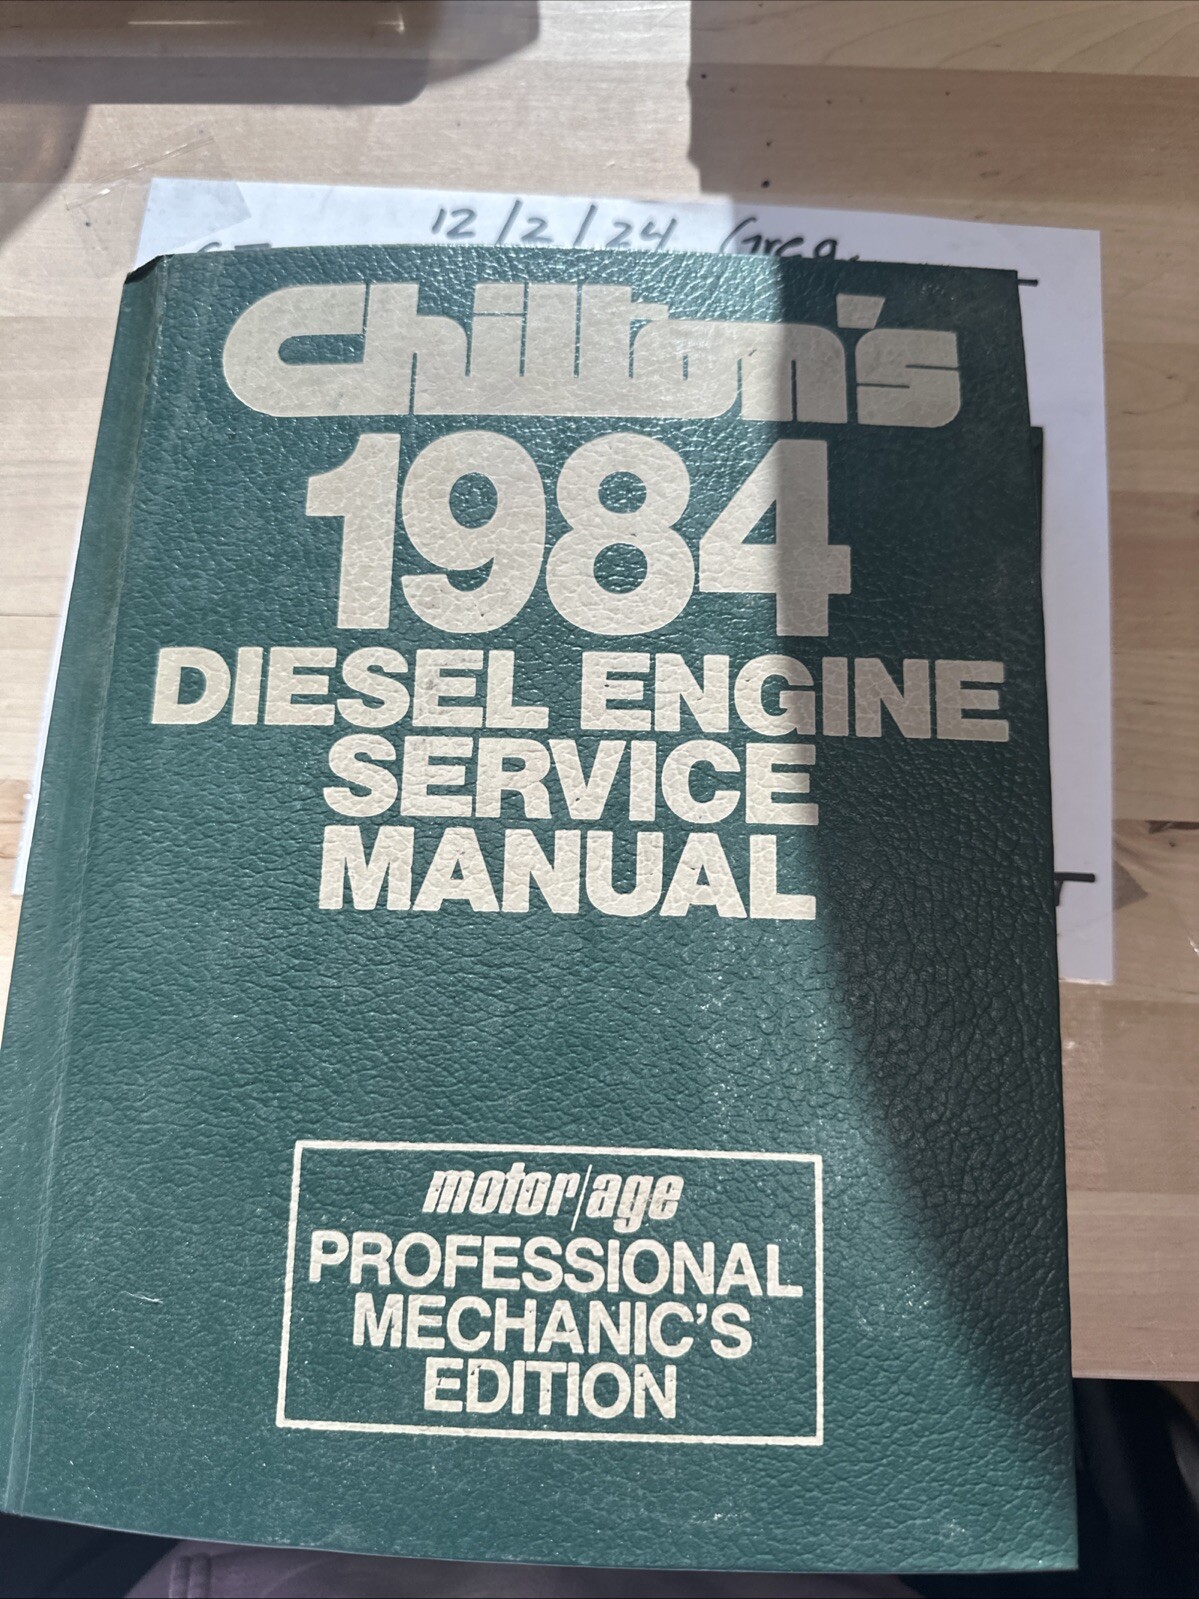 12/2/24
Chilton's
1984
DIESEL ENGINE
SERVICE
MANUAL
motor/age
PROFESSIONAL
MECHANIC'S
EDITION